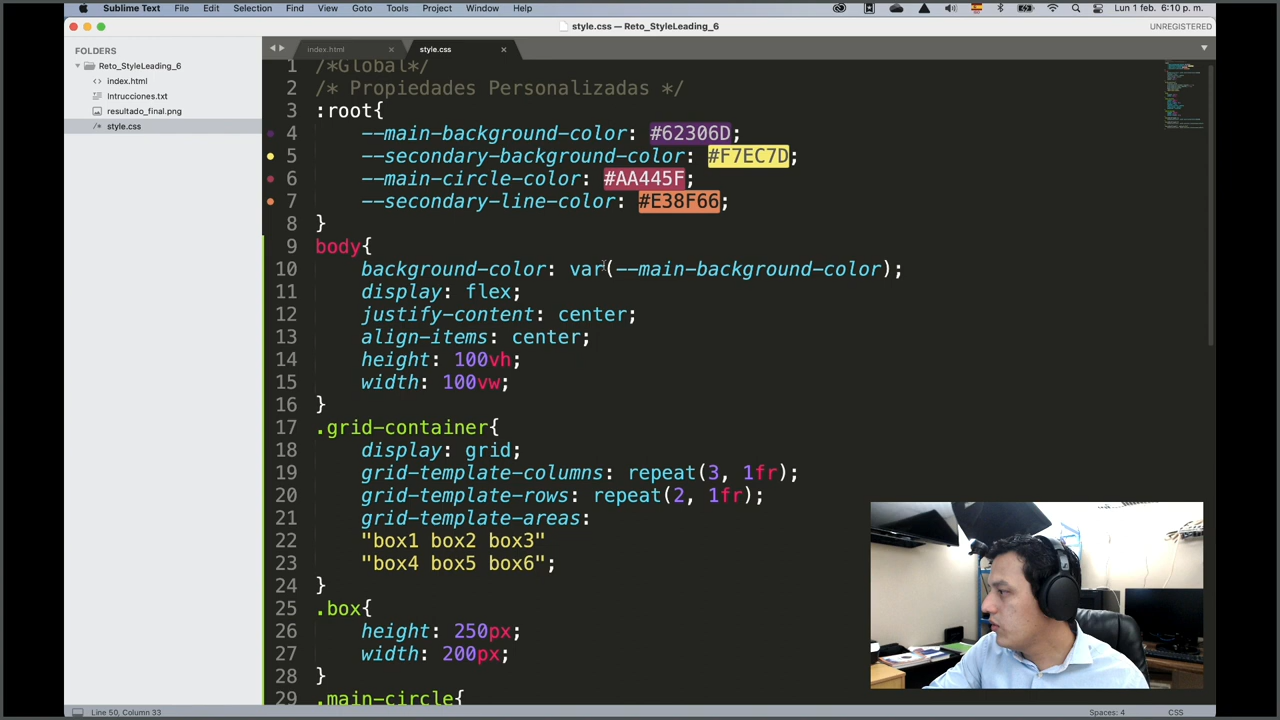 Sublime Text File Edit Selection Find View Goto Tools Project Window Help Lun 1 feb. 6:10 p. m.
style.css — Reto_StyleLeading_6 UNREGISTERED
FOLDERS
Reto_StyleLeading_6
<> index.html
Intrucciones.txt
resultado_final.png
/* style.css
index.html × style.css ×
1 /*Global*/
2 /* Propiedades Personalizadas */
3 :root{
4 --main-background-color: #62306D;
5 --secondary-background-color: #F7EC7D;
6 --main-circle-color: #AA445F;
7 --secondary-line-color: #E38F66;
8 }
9 body{
10 background-color: var(--main-background-color);
11 display: flex;
12 justify-content: center;
13 align-items: center;
14 height: 100vh;
15 width: 100vw;
16 }
17 .grid-container{
18 display: grid;
19 grid-template-columns: repeat(3, 1fr);
20 grid-template-rows: repeat(2, 1fr);
21 grid-template-areas:
22 "box1 box2 box3"
23 "box4 box5 box6";
24 }
25 .box{
26 height: 250px;
27 width: 200px;
28 }
29 .main-circle{
Line 50, Column 33 Spaces: 4 CSS